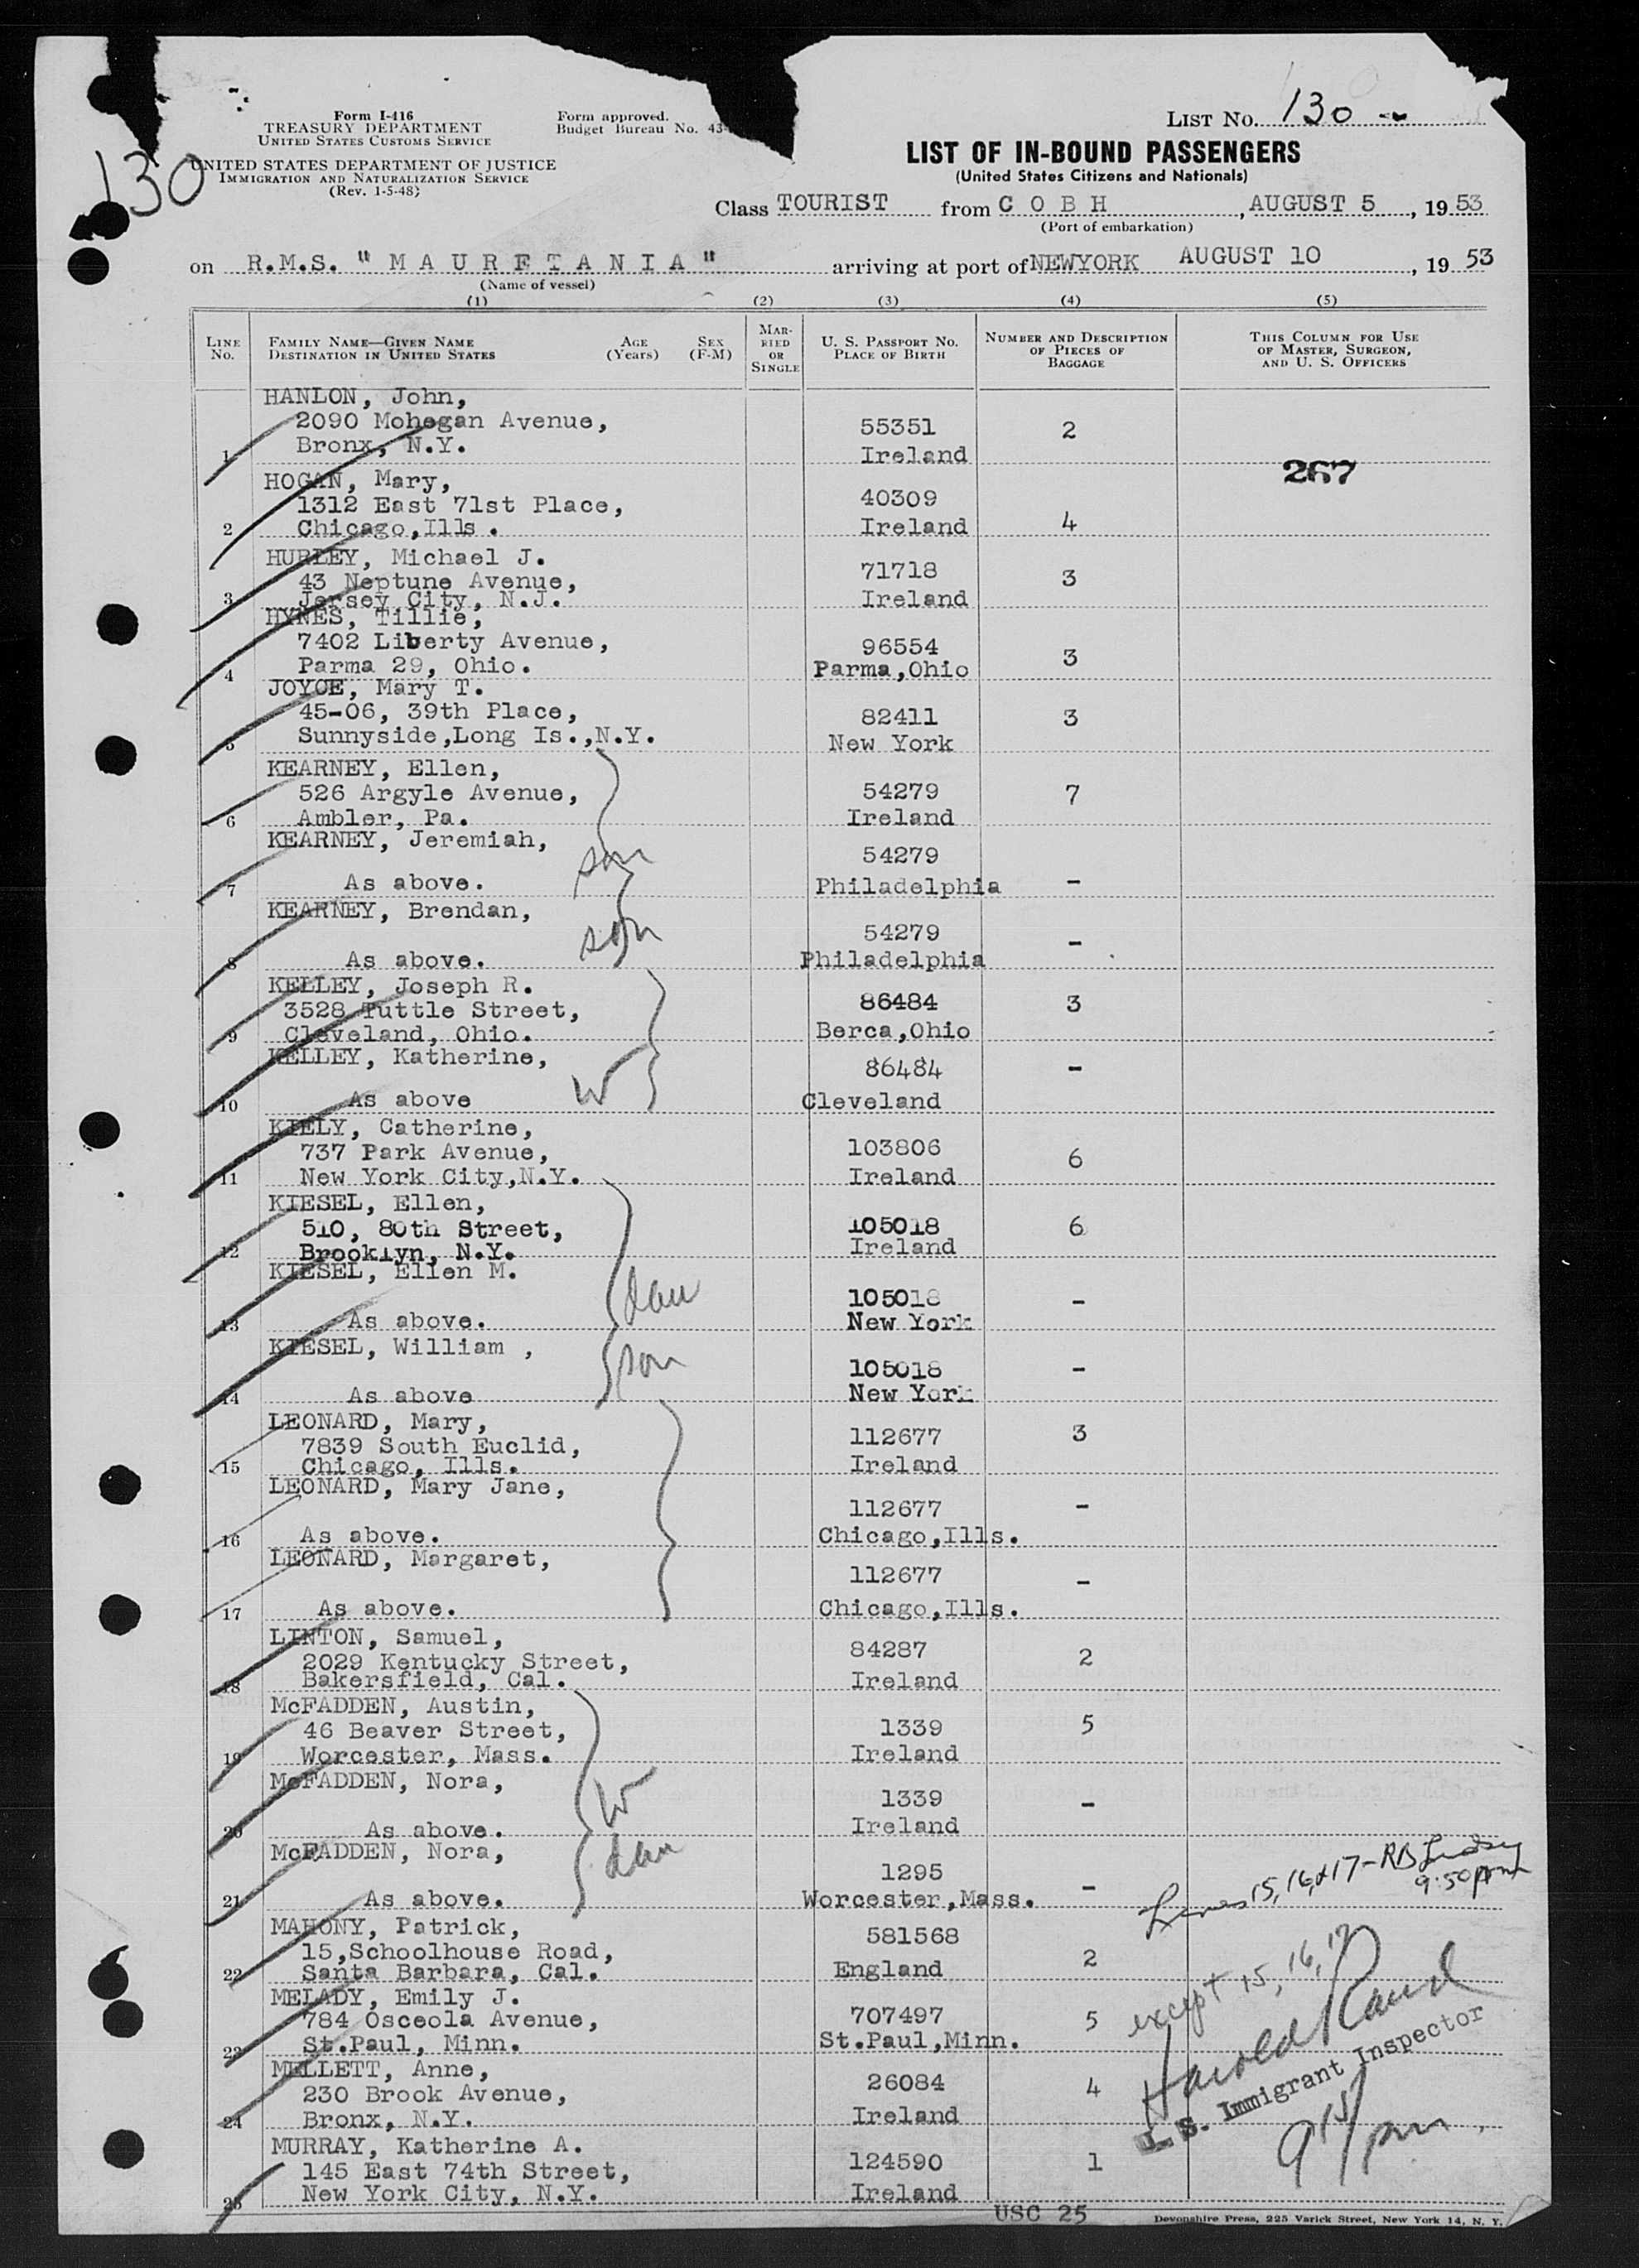 Form I-416
TREASURY DEPARTMENT
UNITED STATES CUSTOMS SERVICE
Form approved.
Budget Bureau No. 43-
LIST NO. 130
130
UNITED STATES DEPARTMENT OF JUSTICE
IMMIGRATION AND NATURALIZATION SERVICE
(Rev. 1-5-48)
LIST OF IN-BOUND PASSENGERS
(United States Citizens and Nationals)
Class TOURIST from C O B H, AUGUST 5, 19 53
(Port of embarkation)
on R.M.S. " M A U R E T A N I A " arriving at port of NEWYORK AUGUST 10, 19 53
(Name of vessel)
(1) (2) (3) (4) (5)
LINE NO. FAMILY NAME—GIVEN NAME DESTINATION IN UNITED STATES AGE (Years) SEX (F-M) MARRIED OR SINGLE U. S. PASSPORT NO. PLACE OF BIRTH NUMBER AND DESCRIPTION OF PIECES OF BAGGAGE THIS COLUMN FOR USE OF MASTER, SURGEON, AND U. S. OFFICERS
HANLON, John,
2090 Mohegan Avenue, 55351 2
1 Bronx, N.Y. Ireland
267
HOGAN, Mary,
1312 East 71st Place, 40309
2 Chicago,Ills. Ireland 4
HURLEY, Michael J. 71718
43 Neptune Avenue, 3
3 Jersey City, N.J. Ireland
HYNES, Tillie,
7402 Liberty Avenue, 96554
4 Parma 29, Ohio. Parma,Ohio 3
JOYCE, Mary T.
45-06, 39th Place, 82411 3
5 Sunnyside,Long Is.,N.Y. New York
KEARNEY, Ellen,
526 Argyle Avenue, 54279 7
6 Ambler, Pa. Ireland
KEARNEY, Jeremiah, 54279
son
7 As above. Philadelphia -
KEARNEY, Brendan, 54279
son
8 As above. Philadelphia -
KELLEY, Joseph R.
3528 Tuttle Street, 86484 3
9 Cleveland, Ohio. Berca,Ohio
KELLEY, Katherine, 86484 -
W
10 As above Cleveland
KIELY, Catherine,
737 Park Avenue, 103806 6
11 New York City,N.Y. Ireland
KIESEL, Ellen,
510, 80th Street, 105018 6
12 Brooklyn, N.Y. Ireland
KIESEL, Ellen M.
dau 105018 -
13 As above. New York
KIESEL, William ,
son 105018 -
14 As above New York
LEONARD, Mary,
7839 South Euclid, 112677 3
15 Chicago, Ills. Ireland
LEONARD, Mary Jane,
112677 -
16 As above. Chicago,Ills.
LEONARD, Margaret,
112677 -
17 As above. Chicago,Ills.
LINTON, Samuel,
2029 Kentucky Street, 84287 2
18 Bakersfield, Cal. Ireland
McFADDEN, Austin,
46 Beaver Street, 1339 5
19 Worcester, Mass. Ireland
McFADDEN, Nora,
W 1339 -
20 As above. Ireland
McFADDEN, Nora,
dau 1295 -
21 As above. Worcester,Mass.
Lines 15, 16, & 17 - RB Lindsay
9:50 pm
MAHONY, Patrick,
15,Schoolhouse Road, 581568 2
22 Santa Barbara, Cal. England
MELADY, Emily J.
784 Osceola Avenue, 707497 5
23 St.Paul, Minn. St.Paul,Minn.
except 15, 16, 17
Harold Rand
S. Immigrant Inspector
MELLETT, Anne,
230 Brook Avenue, 26084 4
24 Bronx, N.Y. Ireland
9 15/ pm
MURRAY, Katherine A.
145 East 74th Street, 124590 1
25 New York City, N.Y. Ireland
USC 25
Devonshire Press, 225 Varick Street, New York 14, N. Y.